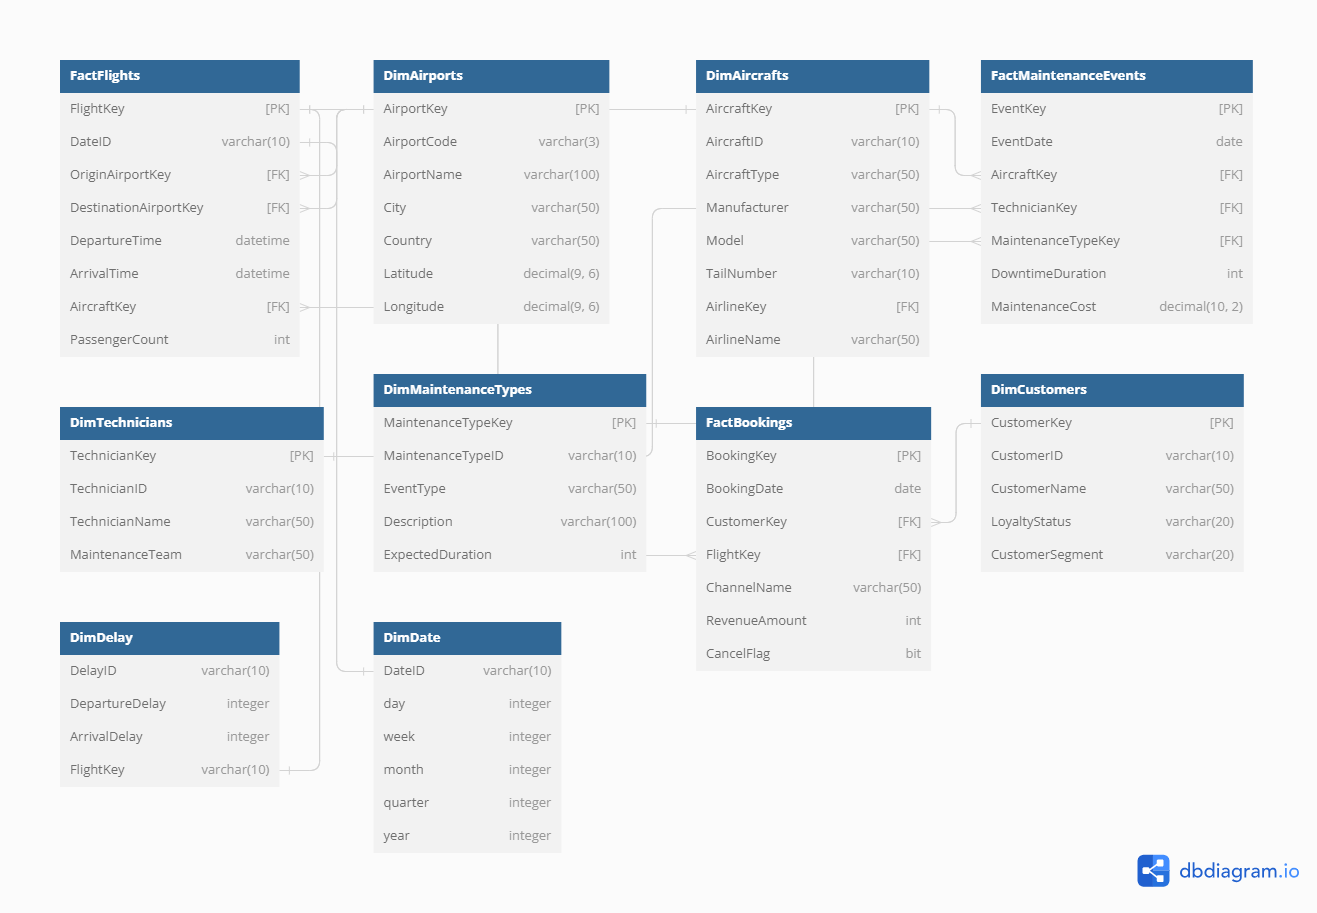 FactFlights
FlightKey [PK]
DateID varchar(10)
OriginAirportKey [FK]
DestinationAirportKey [FK]
DepartureTime datetime
ArrivalTime datetime
AircraftKey [FK]
PassengerCount int
DimAirports
AirportKey [PK]
AirportCode varchar(3)
AirportName varchar(100)
City varchar(50)
Country varchar(50)
Latitude decimal(9, 6)
Longitude decimal(9, 6)
DimAircrafts
AircraftKey [PK]
AircraftID varchar(10)
AircraftType varchar(50)
Manufacturer varchar(50)
Model varchar(50)
TailNumber varchar(10)
AirlineKey [FK]
AirlineName varchar(50)
FactMaintenanceEvents
EventKey [PK]
EventDate date
AircraftKey [FK]
TechnicianKey [FK]
MaintenanceTypeKey [FK]
DowntimeDuration int
MaintenanceCost decimal(10, 2)
DimTechnicians
TechnicianKey [PK]
TechnicianID varchar(10)
TechnicianName varchar(50)
MaintenanceTeam varchar(50)
DimMaintenanceTypes
MaintenanceTypeKey [PK]
MaintenanceTypeID varchar(10)
EventType varchar(50)
Description varchar(100)
ExpectedDuration int
FactBookings
BookingKey [PK]
BookingDate date
CustomerKey [FK]
FlightKey [FK]
ChannelName varchar(50)
RevenueAmount int
CancelFlag bit
DimCustomers
CustomerKey [PK]
CustomerID varchar(10)
CustomerName varchar(50)
LoyaltyStatus varchar(20)
CustomerSegment varchar(20)
DimDelay
DelayID varchar(10)
DepartureDelay integer
ArrivalDelay integer
FlightKey varchar(10)
DimDate
DateID varchar(10)
day integer
week integer
month integer
quarter integer
year integer
dbdiagram.io